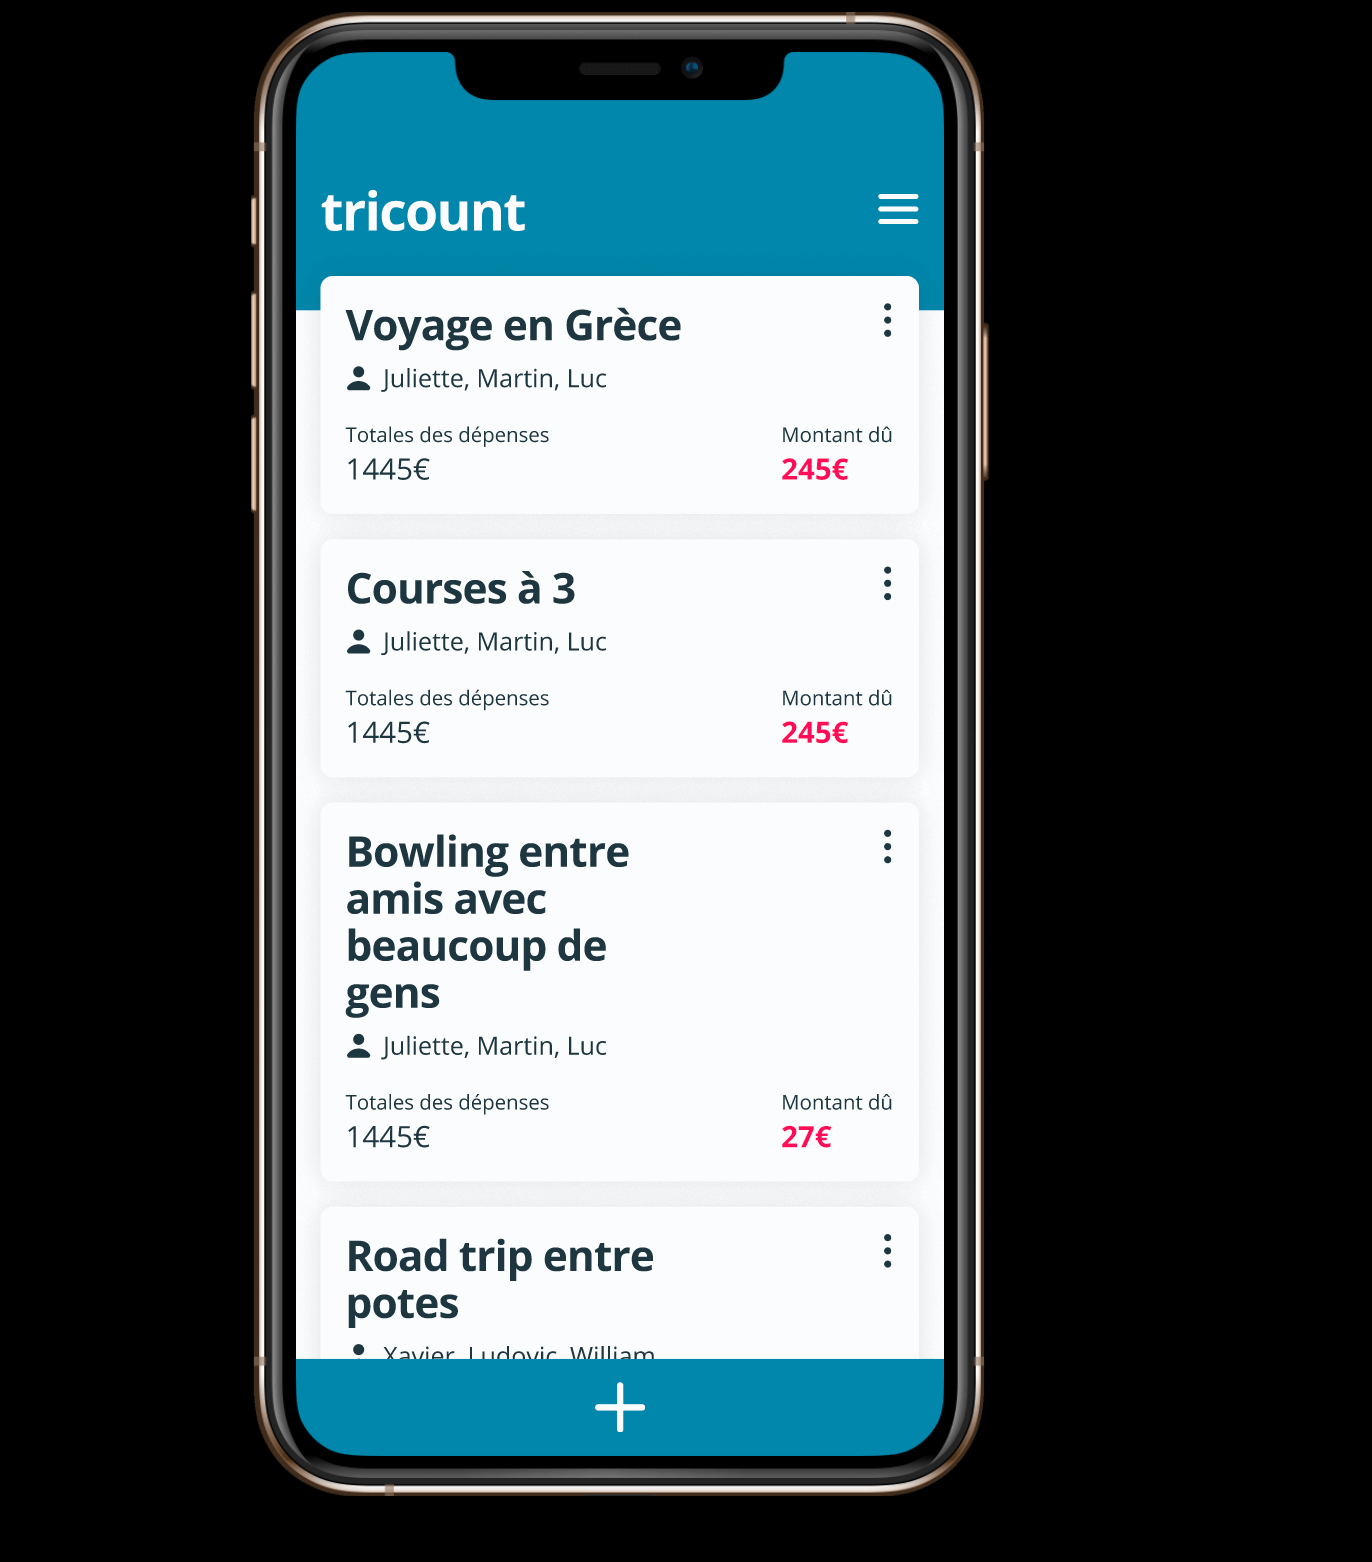 tricount
Voyage en Grèce
Juliette, Martin, Luc
Totales des dépenses
Montant dû
1445€
245€
Courses à 3
Juliette, Martin, Luc
Totales des dépenses
Montant dû
1445€
245€
Bowling entre
amis avec
beaucoup de
gens
Juliette, Martin, Luc
Totales des dépenses
Montant dû
1445€
27€
Road trip entre
potes
Xavier, Ludovic, William